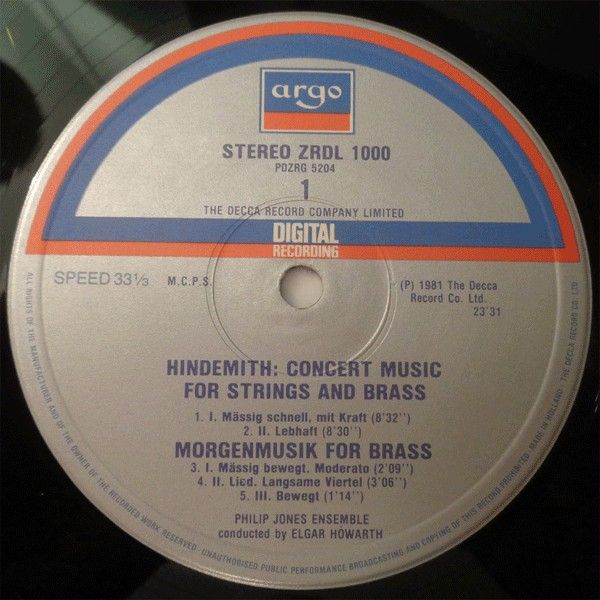 argo
STEREO ZRDL 1000
PDZRG 5204
1
THE DECCA RECORD COMPANY LIMITED
DIGITAL
RECORDING
SPEED 33⅓
M.C.P.S.
(P) 1981 The Decca
Record Co. Ltd.
23'31
HINDEMITH: CONCERT MUSIC
FOR STRINGS AND BRASS
1. I. Mässig schnell, mit Kraft (8'32'')
2. II. Lebhaft (8'30'')
MORGENMUSIK FOR BRASS
3. I. Mässig bewegt. Moderato (2'09'')
4. II. Lied. Langsame Viertel (3'06'')
5. III. Bewegt (1'14'')
PHILIP JONES ENSEMBLE
conducted by ELGAR HOWARTH
ALL RIGHTS OF THE MANUFACTURER AND OF THE OWNER OF THE RECORDED WORK RESERVED · UNAUTHORISED PUBLIC PERFORMANCE BROADCASTING AND COPYING OF THIS RECORD PROHIBITED · MADE IN HOLLAND · THE DECCA RECORD CO. LTD.